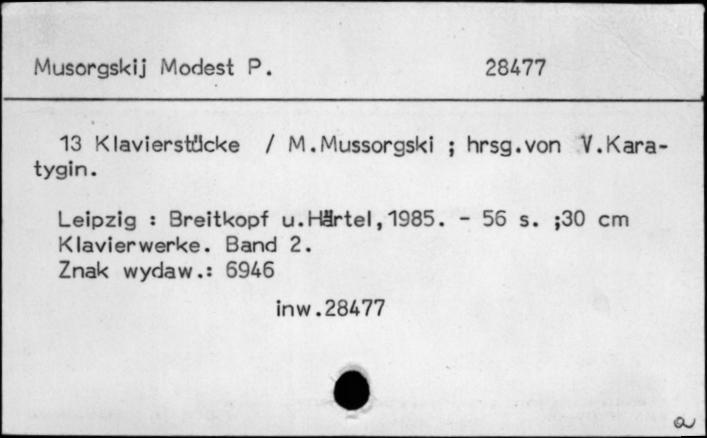 Musorgskij Modest P. 28477
13 Klavierstücke / M.Mussorgski ; hrsg.von V.Kara-
tygin.
Leipzig : Breitkopf u.Härtel,1985. - 56 s. ;30 cm
Klavierwerke. Band 2.
Znak wydaw.: 6946
inw.28477